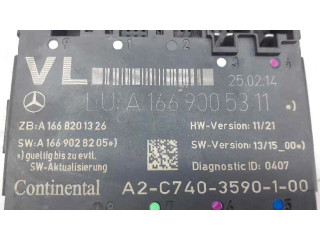 VL
25.02.14
LU:A 166 900 53 11 *)
ZB:A 166 820 13 26
HW-Version: 11/21
SW:A 166 902 82 05*)
SW-Version: 13/15_00*)
*) gueltig bis zu evtl.
SW-Aktualisierung
Diagnostic ID: 0407
Continental A2-C740-3590-1-00